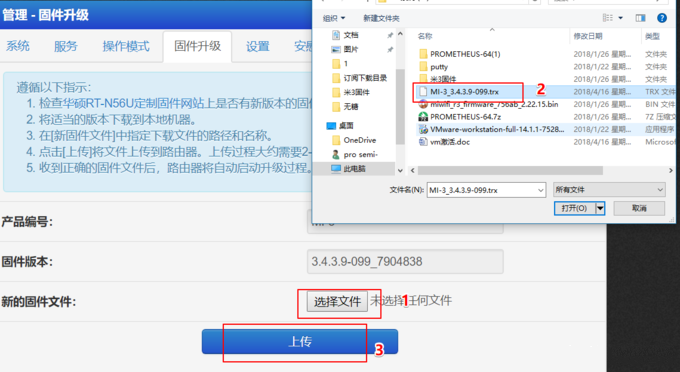 管理 - 固件升级
系统 服务 操作模式 固件升级 设置
遵循以下指示:
1. 检查华硕RT-N56U定制固件网站上是否有新版本的固
2. 将适当的版本下载到本地机器。
3. 在[新固件文件]中指定下载文件的路径和名称。
4. 点击[上传]将文件上传到路由器。上传过程大约需要2-
5. 收到正确的固件文件后，路由器将自动启动升级过程。
产品编号:
固件版本: 3.4.3.9-099_7904838
新的固件文件: 选择文件 未选择任何文件
1
上传
3
组织 新建文件夹
文档
图片
1
订阅下载目录
米3固件
无糖
桌面
OneDrive
pro semi-
此电脑
名称 修改日期 类型
PROMETHEUS-64(1) 2018/1/26 星期... 文件夹
putty 2018/1/22 星期... 文件夹
米3固件 2018/1/26 星期... 文件夹
MI-3_3.4.3.9-099.trx 2018/4/16 星期... TRX 文件
2
miwifi_r3_firmware_756ab_2.22.15.bin 2018/1/26 星期... BIN 文件
PROMETHEUS-64.7z 2018/1/26 星期... 7Z 压缩文
VMware-workstation-full-14.1.1-7528... 2018/1/22 星期... 应用程序
vm激活.doc 2018/4/16 星期... Microsof
文件名(N): MI-3_3.4.3.9-099.trx 所有文件
打开(O) 取消